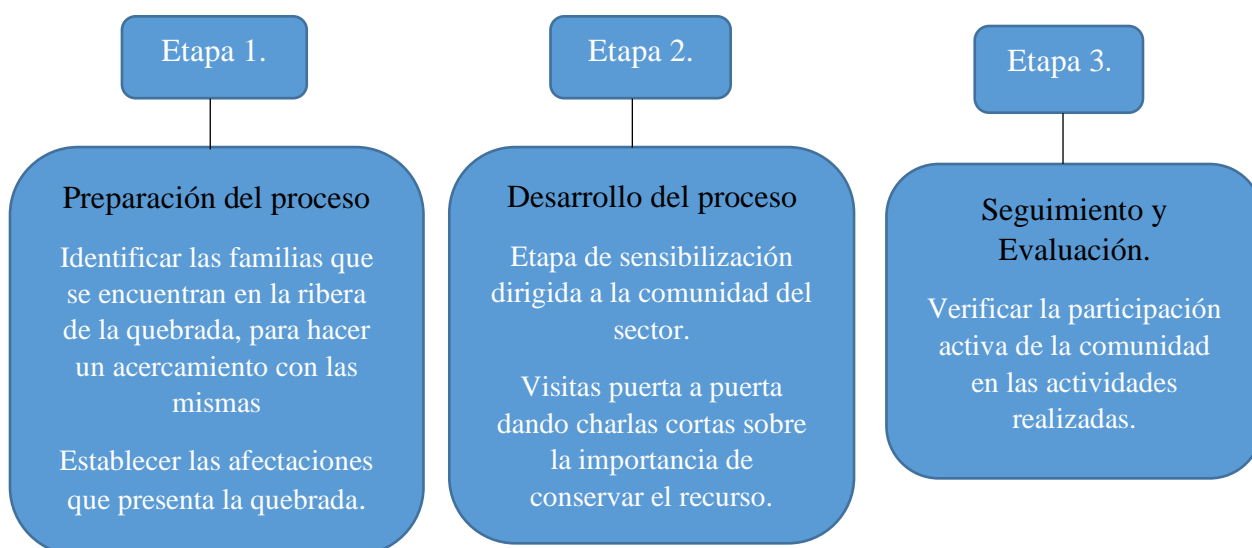 Etapa 1.
Preparación del proceso
Identificar las familias que
se encuentran en la ribera
de la quebrada, para hacer
un acercamiento con las
mismas
Establecer las afectaciones
que presenta la quebrada.
Etapa 2.
Desarrollo del proceso
Etapa de sensibilización
dirigida a la comunidad del
sector.
Visitas puerta a puerta
dando charlas cortas sobre
la importancia de
conservar el recurso.
Etapa 3.
Seguimiento y
Evaluación.
Verificar la participación
activa de la comunidad
en las actividades
realizadas.